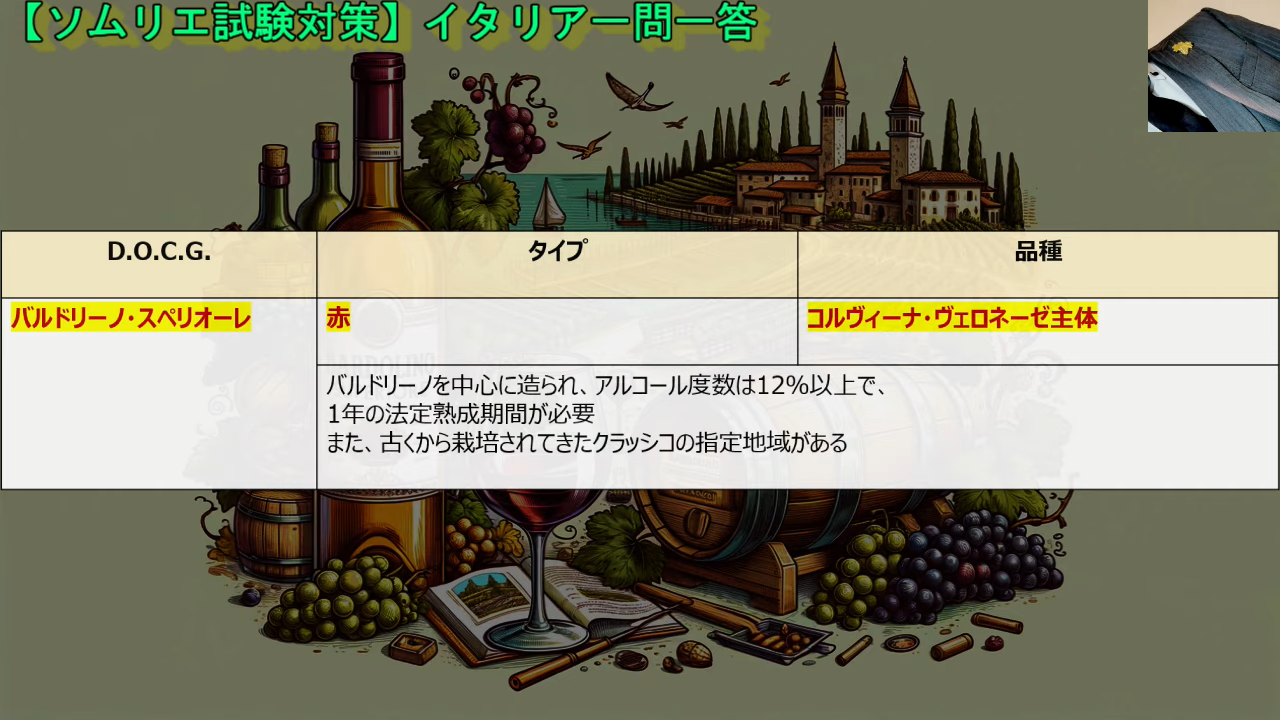 【ソムリエ試験対策】イタリア一問一答
D.O.C.G.
タイプ
品種
バルドリーノ・スペリオーレ
赤
コルヴィーナ・ヴェロネーゼ主体
バルドリーノを中心に造られ、アルコール度数は12%以上で、
1年の法定熟成期間が必要
また、古くから栽培されてきたクラッシコの指定地域がある
BARDOLINO